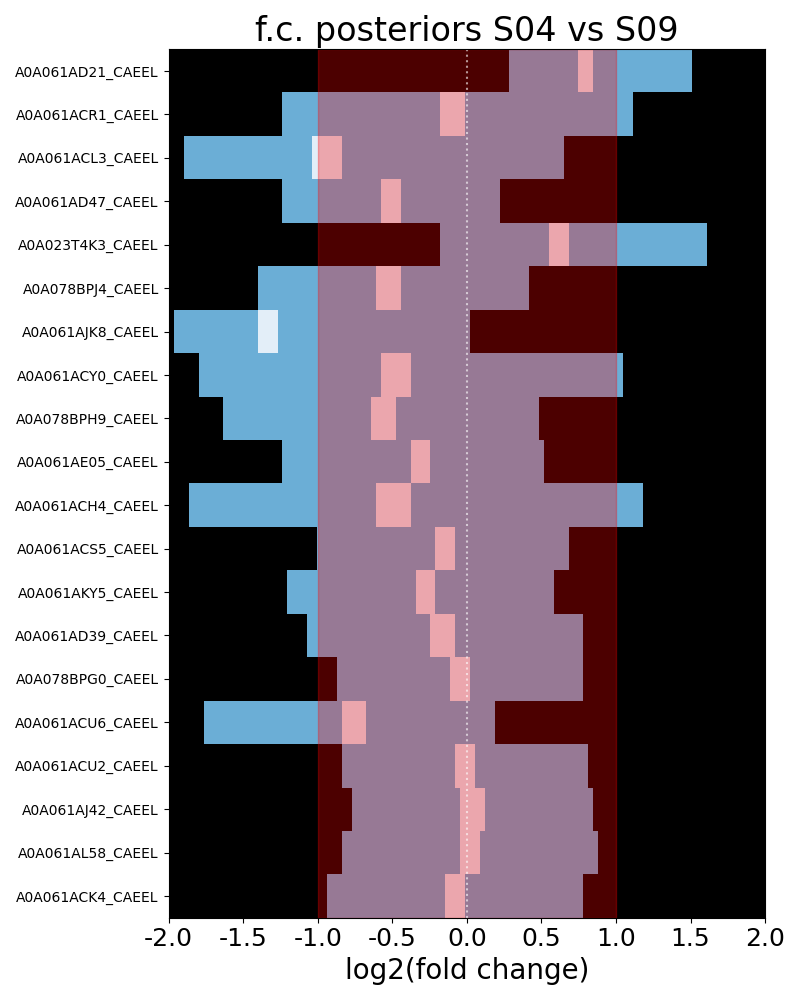 f.c. posteriors S04 vs S09
A0A061AD21_CAEEL
A0A061ACR1_CAEEL
A0A061ACL3_CAEEL
A0A061AD47_CAEEL
A0A023T4K3_CAEEL
A0A078BPJ4_CAEEL
A0A061AJK8_CAEEL
A0A061ACY0_CAEEL
A0A078BPH9_CAEEL
A0A061AE05_CAEEL
A0A061ACH4_CAEEL
A0A061ACS5_CAEEL
A0A061AKY5_CAEEL
A0A061AD39_CAEEL
A0A078BPG0_CAEEL
A0A061ACU6_CAEEL
A0A061ACU2_CAEEL
A0A061AJ42_CAEEL
A0A061AL58_CAEEL
A0A061ACK4_CAEEL
-2.0 -1.5 -1.0 -0.5 0.0 0.5 1.0 1.5 2.0
log2(fold change)